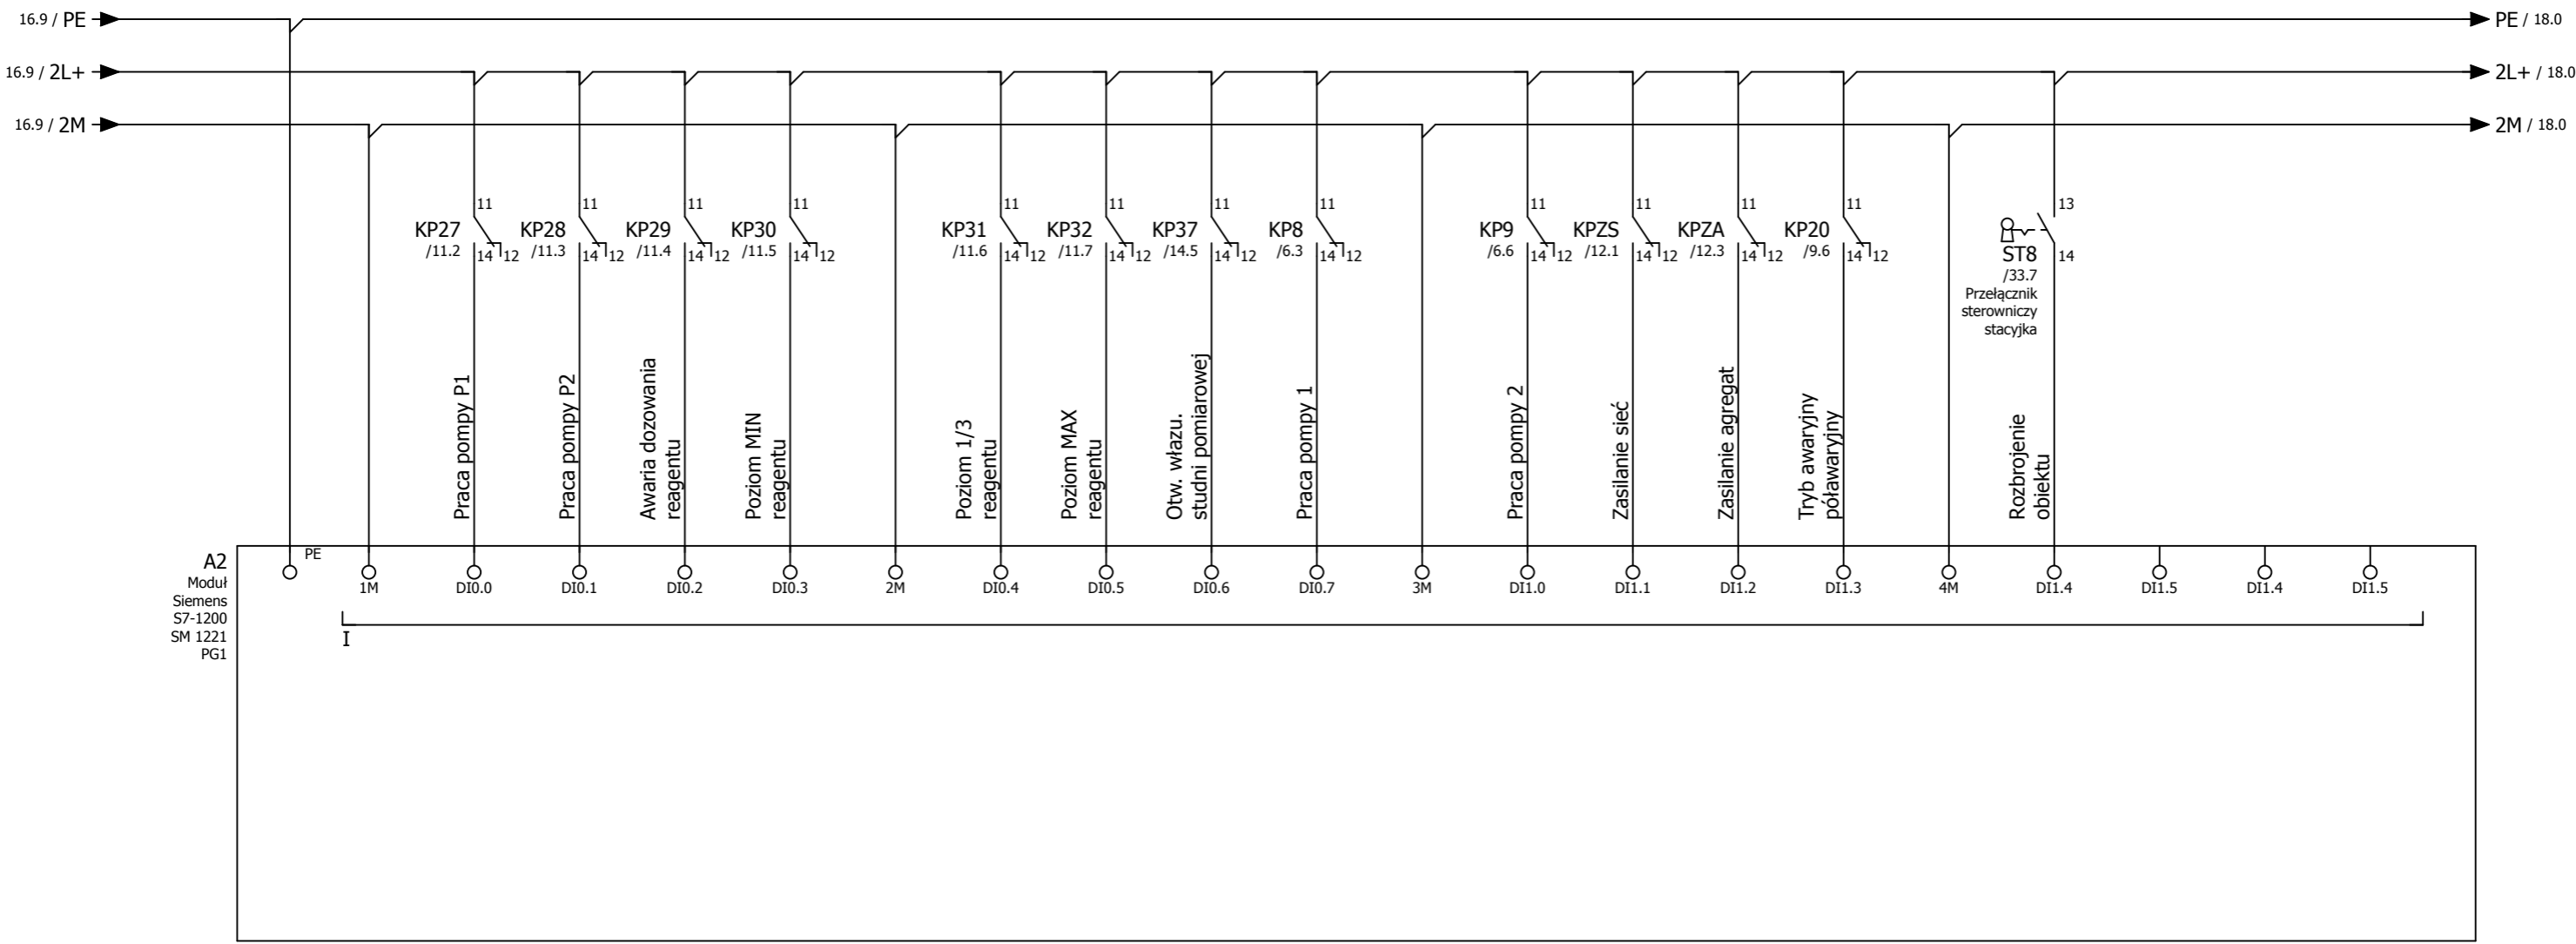 16.9 / PE
PE / 18.0
16.9 / 2L+
2L+ / 18.0
16.9 / 2M
2M / 18.0
11
KP27
/11.2
14
12
11
KP28
/11.3
14
12
11
KP29
/11.4
14
12
11
KP30
/11.5
14
12
11
KP31
/11.6
14
12
11
KP32
/11.7
14
12
11
KP37
/14.5
14
12
11
KP8
/6.3
14
12
11
KP9
/6.6
14
12
11
KPZS
/12.1
14
12
11
KPZA
/12.3
14
12
11
KP20
/9.6
14
12
13
ST8
14
/33.7
Przełącznik
sterowniczy
stacyjka
Praca pompy P1
Praca pompy P2
Awaria dozowania
reagentu
Poziom MIN
reagentu
Poziom 1/3
reagentu
Poziom MAX
reagentu
Otw. włazu.
studni pomiarowej
Praca pompy 1
Praca pompy 2
Zasilanie sieć
Zasilanie agregat
Tryb awaryjny
póławaryjny
Rozbrojenie
obiektu
A2
Moduł
Siemens
S7-1200
SM 1221
PG1
PE
1M
DI0.0
DI0.1
DI0.2
DI0.3
2M
DI0.4
DI0.5
DI0.6
DI0.7
3M
DI1.0
DI1.1
DI1.2
DI1.3
4M
DI1.4
DI1.5
DI1.4
DI1.5
I